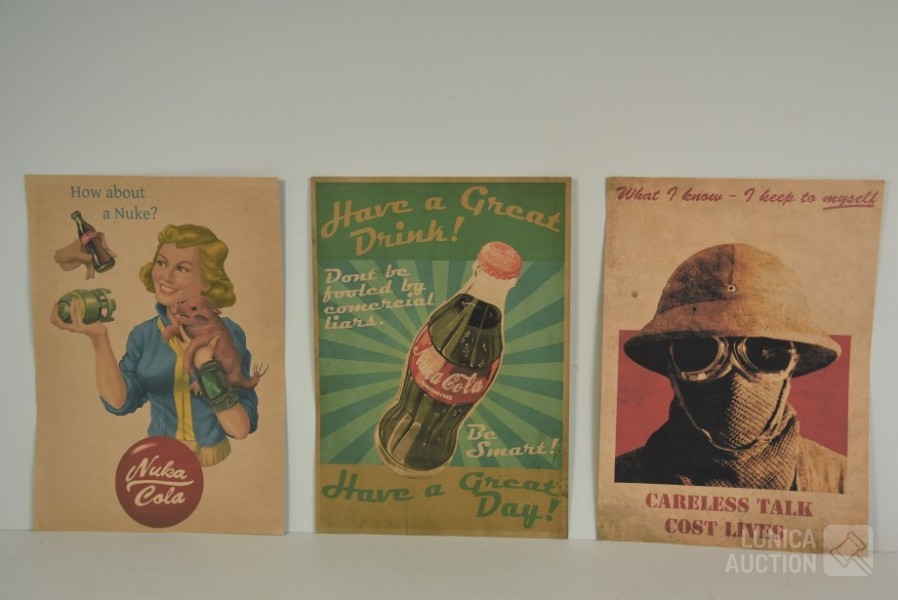 How about
a Nuke?
Nuka
Cola
Have a Great
Drink!
Dont be
fooled by
comercial
liars.
Nuka Cola
Be
Smart!
Have a Great
Day!
What I know - I keep to myself
CARELESS TALK
COST LIVES
LUNICA
AUCTION